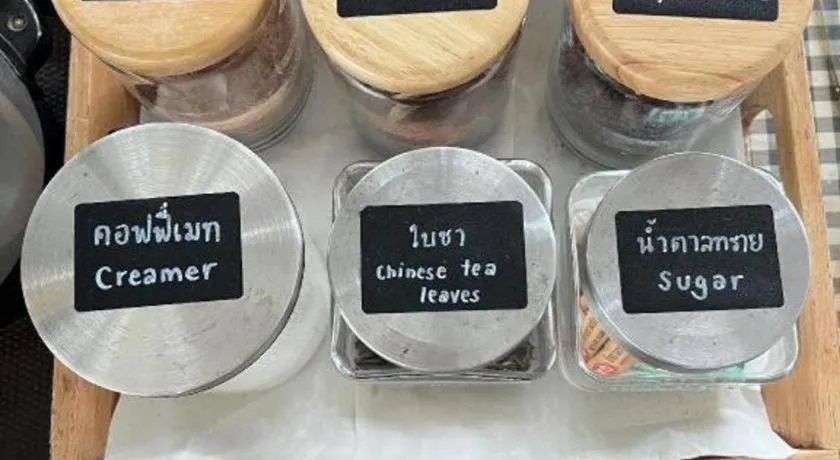 คอฟฟี่เมท
Creamer
ใบชา
Chinese tea
leaves
น้ำตาลทราย
Sugar